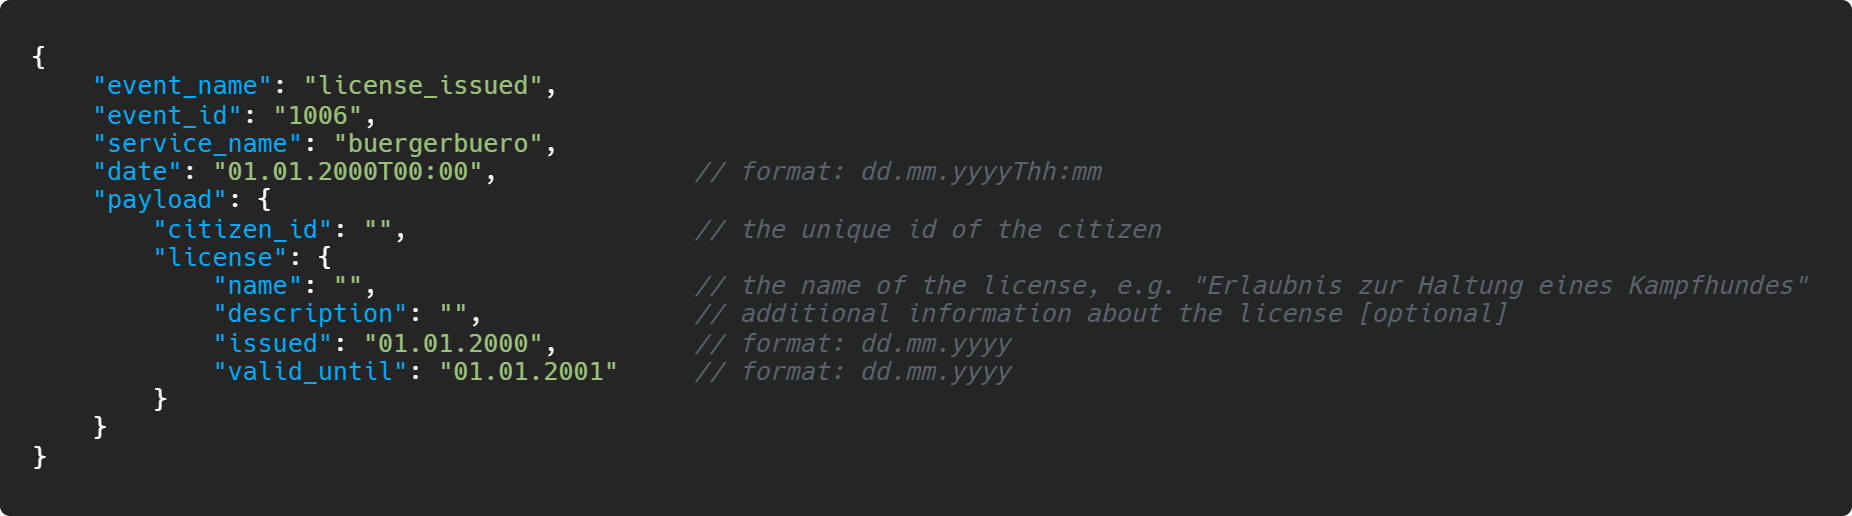 {
    "event_name": "license_issued",
    "event_id": "1006",
    "service_name": "buergerbuero",
    "date": "01.01.2000T00:00",             // format: dd.mm.yyyyThh:mm
    "payload": {
        "citizen_id": "",                   // the unique id of the citizen
        "license": {
            "name": "",                     // the name of the license, e.g. "Erlaubnis zur Haltung eines Kampfhundes"
            "description": "",              // additional information about the license [optional]
            "issued": "01.01.2000",         // format: dd.mm.yyyy
            "valid_until": "01.01.2001"     // format: dd.mm.yyyy
        }
    }
}